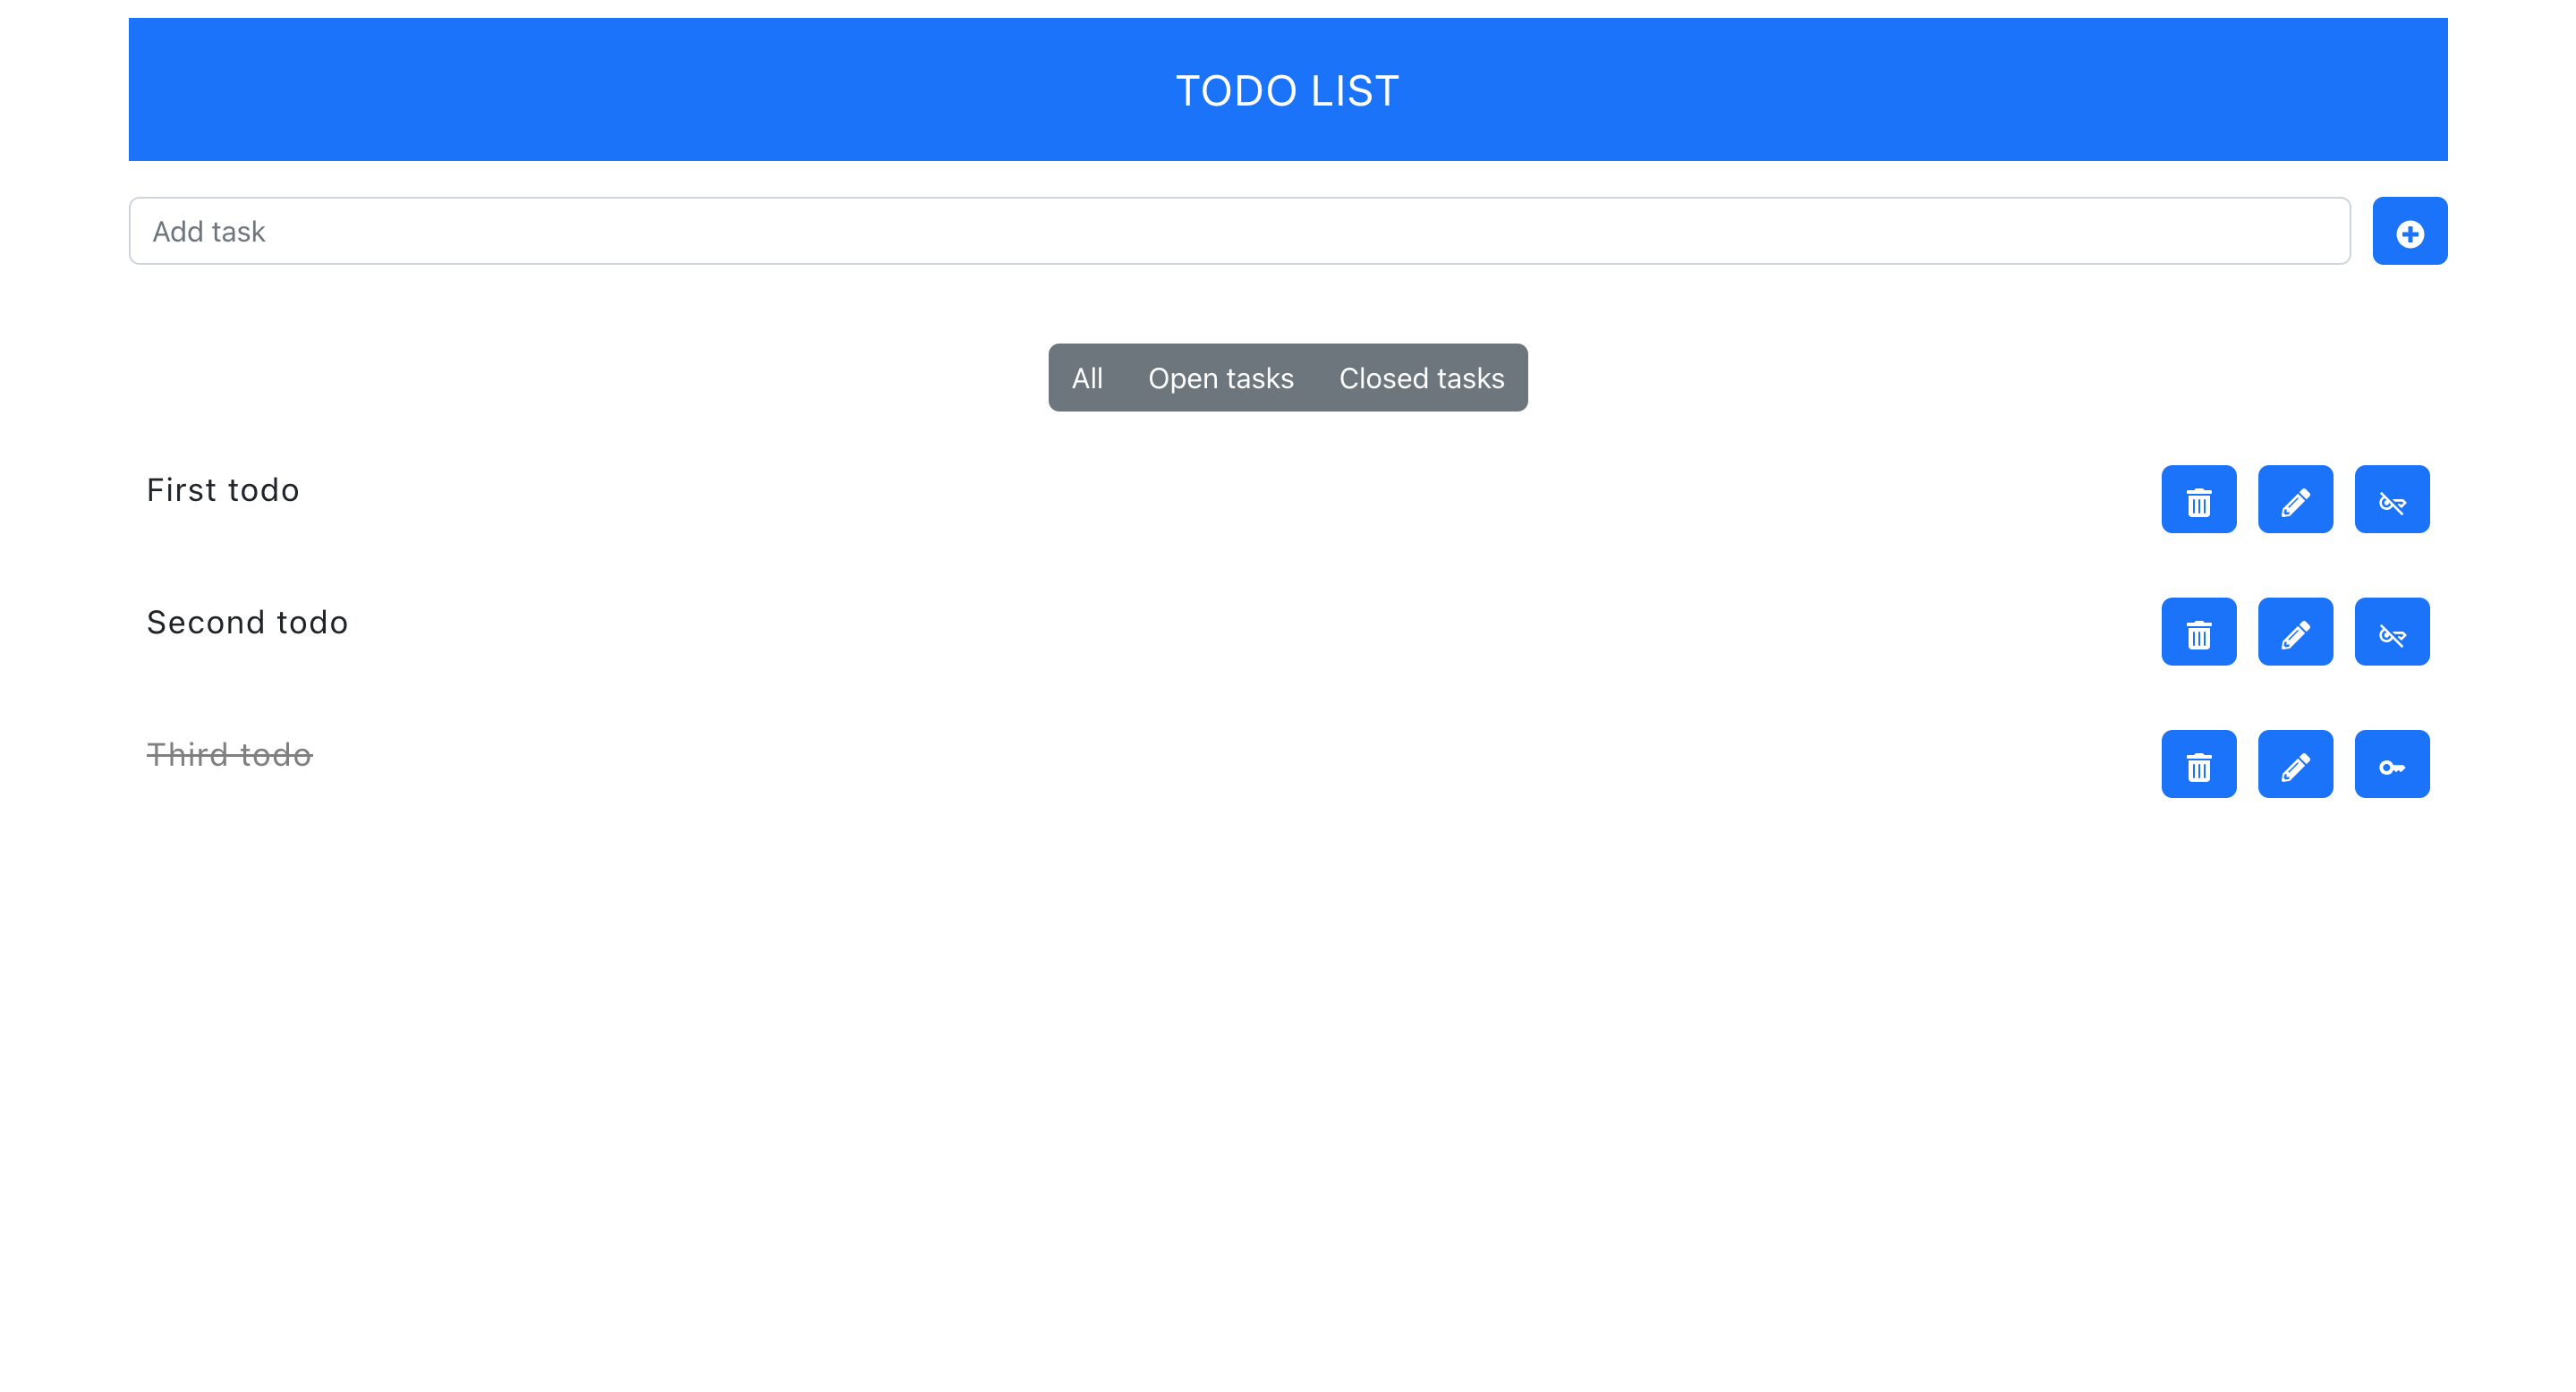 TODO LIST
Add task
All Open tasks Closed tasks
First todo
Second todo
Third todo